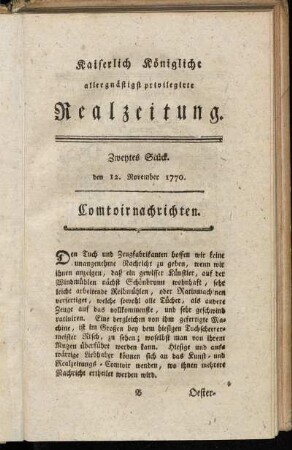 Kaiserlich Königliche
allergnädigst privilegirte
Realzeitung.
Zweytes Stück.
den 12. November 1770.
Comtoirnachrichten.
Den Tuch und Zeugfabrikanten hoffen wir keine
unangenehme Nachricht zu geben, wenn wir
ihnen anzeigen, daß ein gewisser Künstler, auf der
Windmühlen nächst Schönbrunn wohnhaft, sehr
leicht arbeitende Reibmühlen, oder Ratinmaschinen
verfertiget, welche sowohl alle Tücher, als andere
Zeuge auf das vollkommenste, und sehr geschwind
ratiniren. Eine dergleichen von ihm gefertigte Ma-
chine, ist im Großen bey dem hiesigen Tuchscherer-
meister Risch, zu sehen; woselbst man von ihrem
Nuzen überführet werden kann. Hiesige und aus-
wärtige Liebhaber können sich an das Kunst- und
Realzeitungs- Comtoir wenden, wo ihnen nähere
Nachricht ertheilet werden wird.
B Oester-